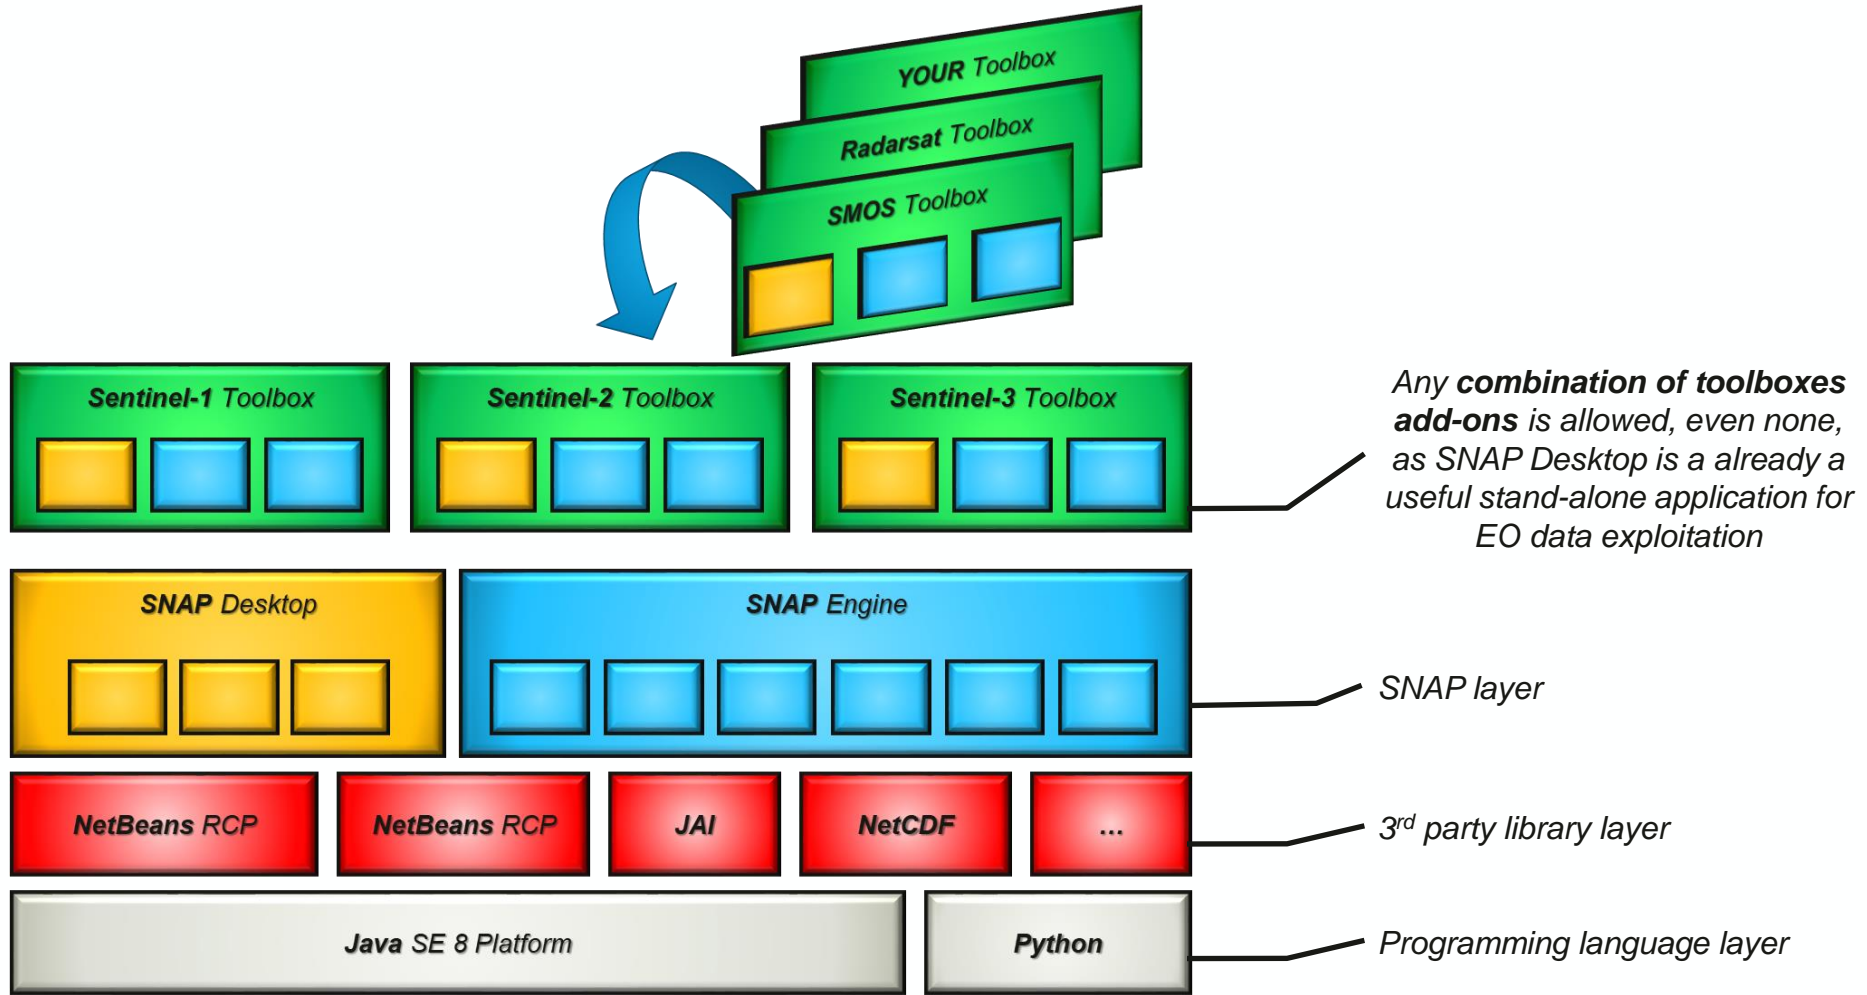 YOUR Toolbox
Radarsat Toolbox
SMOS Toolbox
Sentinel-1 Toolbox
Sentinel-2 Toolbox
Sentinel-3 Toolbox
Any combination of toolboxes
add-ons is allowed, even none,
as SNAP Desktop is a already a
useful stand-alone application for
EO data exploitation
SNAP Desktop
SNAP Engine
SNAP layer
NetBeans RCP
NetBeans RCP
JAI
NetCDF
...
3rd party library layer
Java SE 8 Platform
Python
Programming language layer